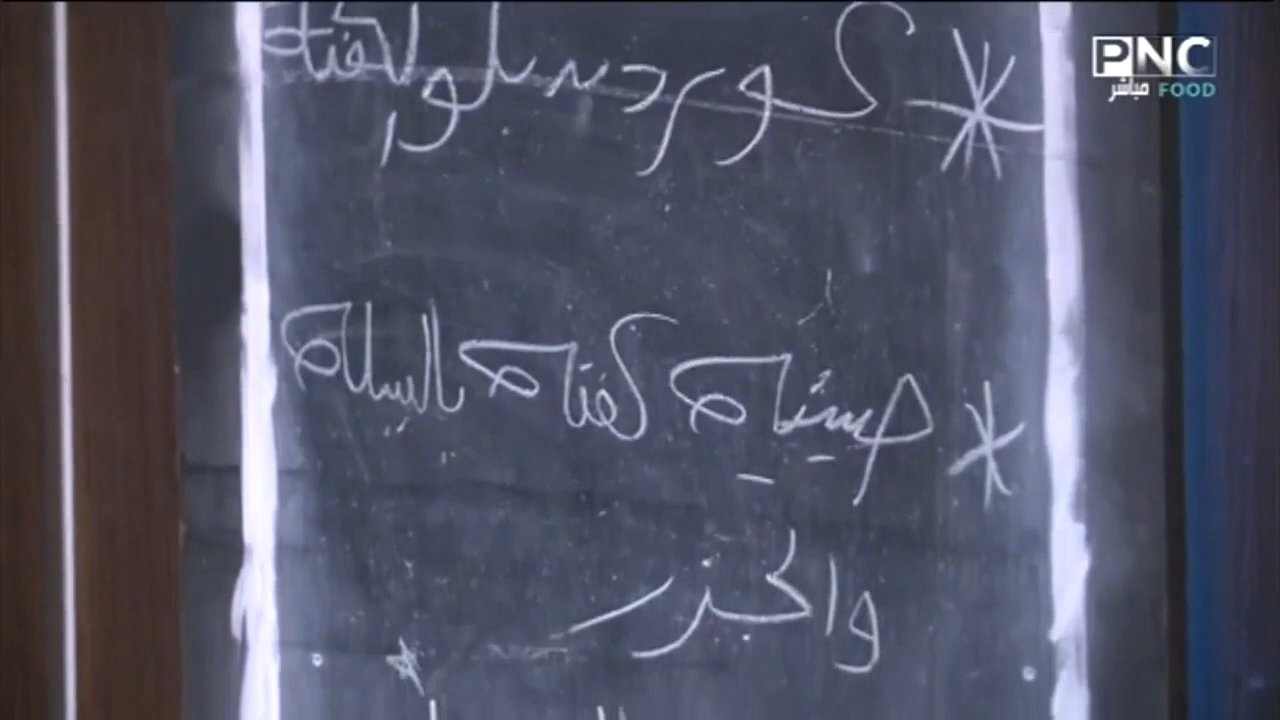 PNC
مباشر FOOD
* كوردن بلو الكفتة
* صينية كفتة بالبسلة
والجزر